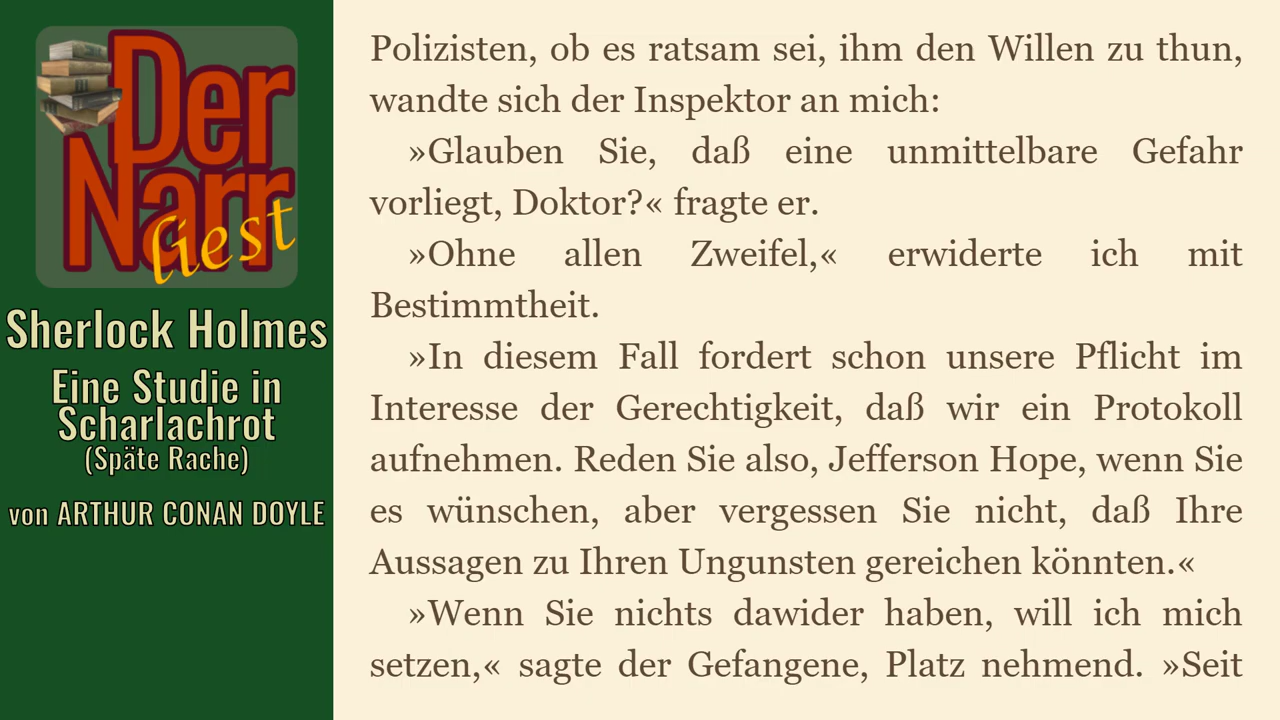 Der
Narr
liest
Sherlock Holmes
Eine Studie in
Scharlachrot
(Späte Rache)
von ARTHUR CONAN DOYLE
Polizisten, ob es ratsam sei, ihm den Willen zu thun,
wandte sich der Inspektor an mich:
»Glauben Sie, daß eine unmittelbare Gefahr
vorliegt, Doktor?« fragte er.
»Ohne allen Zweifel,« erwiderte ich mit
Bestimmtheit.
»In diesem Fall fordert schon unsere Pflicht im
Interesse der Gerechtigkeit, daß wir ein Protokoll
aufnehmen. Reden Sie also, Jefferson Hope, wenn Sie
es wünschen, aber vergessen Sie nicht, daß Ihre
Aussagen zu Ihren Ungunsten gereichen könnten.«
»Wenn Sie nichts dawider haben, will ich mich
setzen,« sagte der Gefangene, Platz nehmend. »Seit